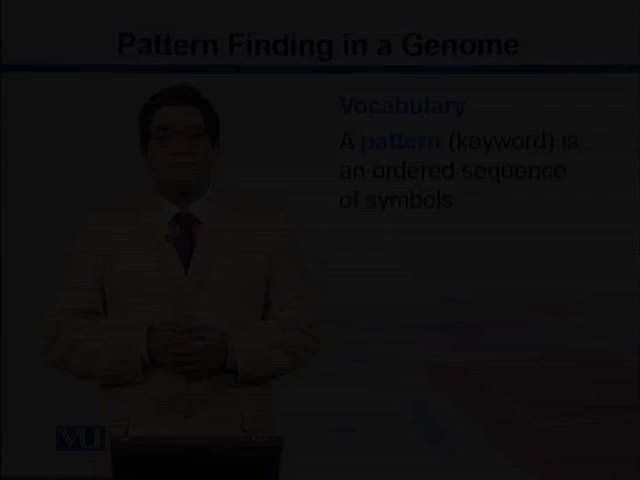 Pattern Finding in a Genome
Vocabulary
A pattern (keyword) is
an ordered sequence
of symbols
VU